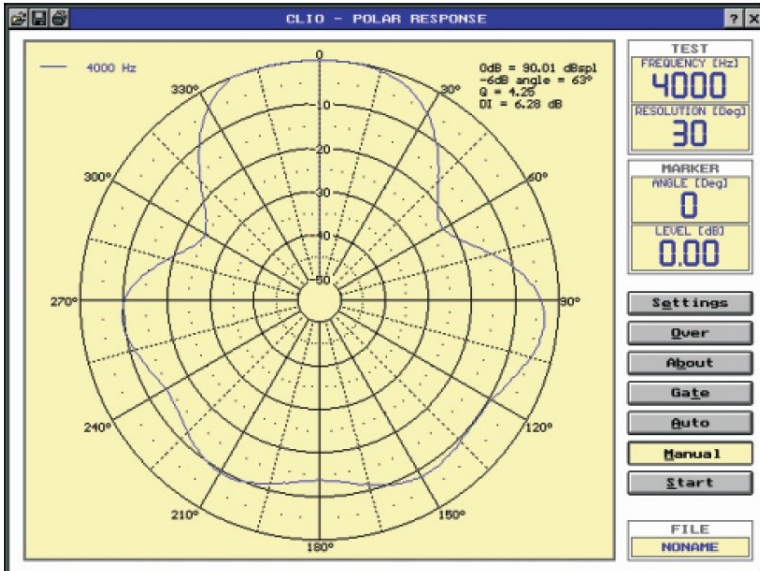 CLIO - POLAR RESPONSE
? ×
4000 Hz
0dB = 90.01 dBspl
-6dB angle = 63°
Q = 4.25
DI = 6.28 dB
0
330°
30°
-10
-20
300°
60°
-30
-40
-50
270°
90°
240°
120°
210°
150°
180°
TEST
FREQUENCY [Hz]
4000
RESOLUTION [Deg]
30
MARKER
ANGLE [Deg]
0
LEVEL [dB]
0.00
Settings
Over
About
Gate
Auto
Manual
Start
FILE
NONAME